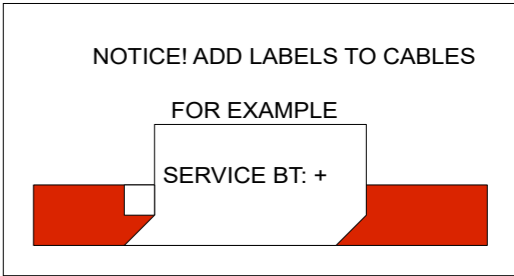 NOTICE! ADD LABELS TO CABLES
FOR EXAMPLE
SERVICE BT: +